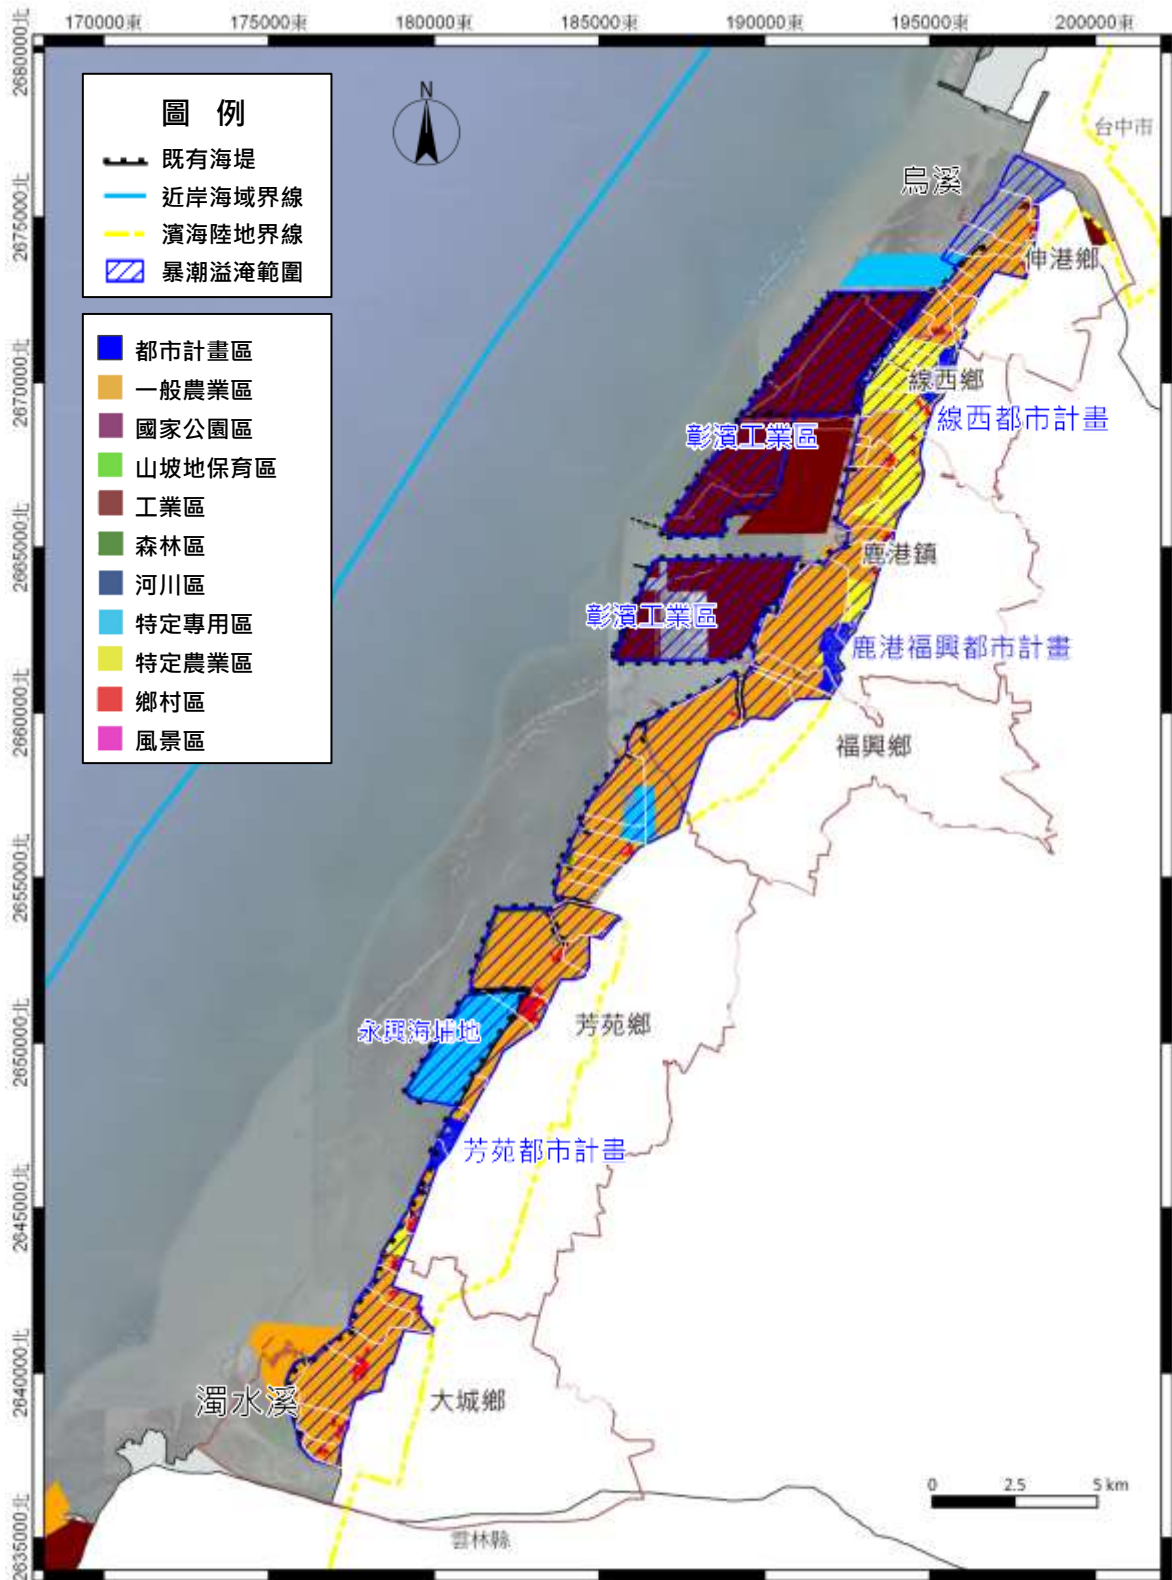 170000東 175000東 180000東 185000東 190000東 195000東 200000東
2680000北
2675000北
2670000北
2665000北
2660000北
2655000北
2650000北
2645000北
2640000北
2635000北
圖 例
既有海堤
近岸海域界線
濱海陸地界線
暴潮溢淹範圍
都市計畫區
一般農業區
國家公園區
山坡地保育區
工業區
森林區
河川區
特定專用區
特定農業區
鄉村區
風景區
N
台中市
烏溪
伸港鄉
線西鄉
線西都市計畫
彰濱工業區
鹿港鎮
彰濱工業區
鹿港福興都市計畫
福興鄉
芳苑鄉
永興海埔地
芳苑都市計畫
濁水溪
大城鄉
雲林縣
0 2.5 5 km